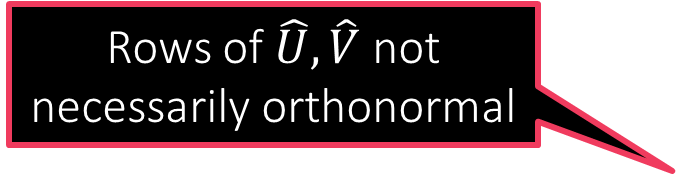 Rows of Û, V̂ not
necessarily orthonormal